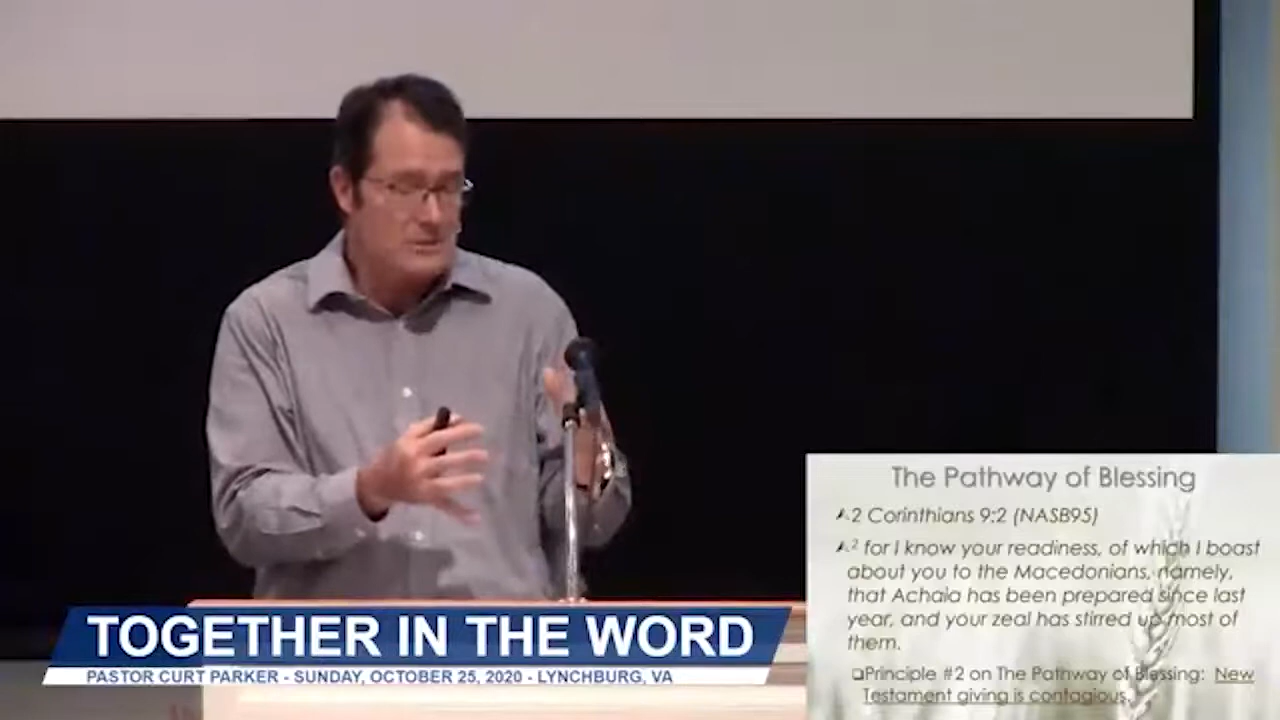 TOGETHER IN THE WORD
PASTOR CURT PARKER - SUNDAY, OCTOBER 25, 2020 - LYNCHBURG, VA
The Pathway of Blessing
2 Corinthians 9:2 (NASB95)
2 for I know your readiness, of which I boast
about you to the Macedonians, namely,
that Achaia has been prepared since last
year, and your zeal has stirred up most of
them.
Principle #2 on The Pathway of Blessing: New
Testament giving is contagious.